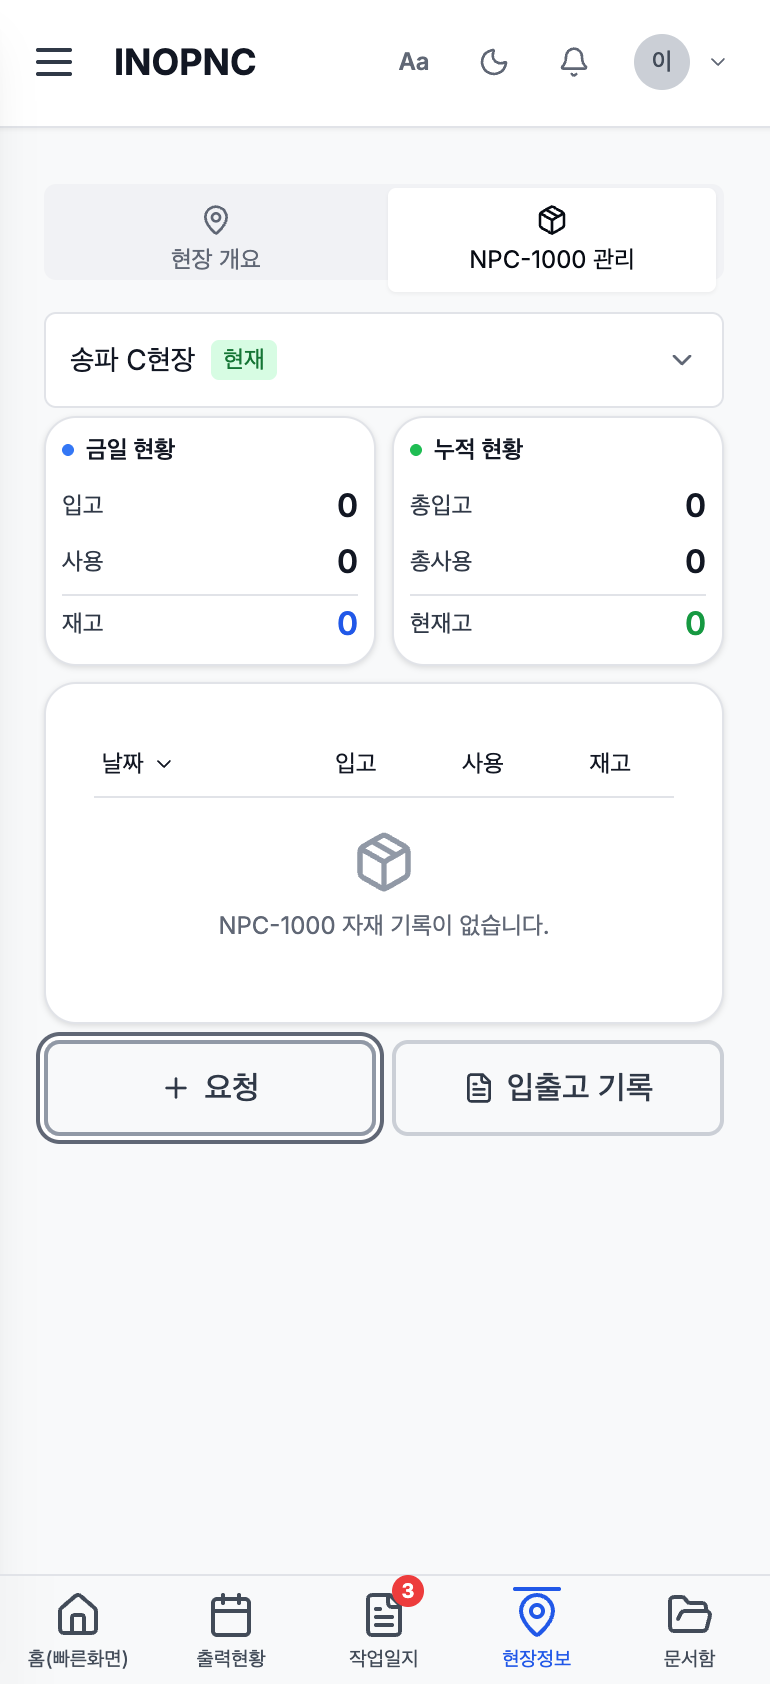 INOPNC
Aa
이
현장 개요
NPC-1000 관리
송파 C현장 현재
금일 현황
입고 0
사용 0
재고 0
누적 현황
총입고 0
총사용 0
현재고 0
날짜 입고 사용 재고
NPC-1000 자재 기록이 없습니다.
요청
입출고 기록
3
홈(빠른화면)
출력현황
작업일지
현장정보
문서함